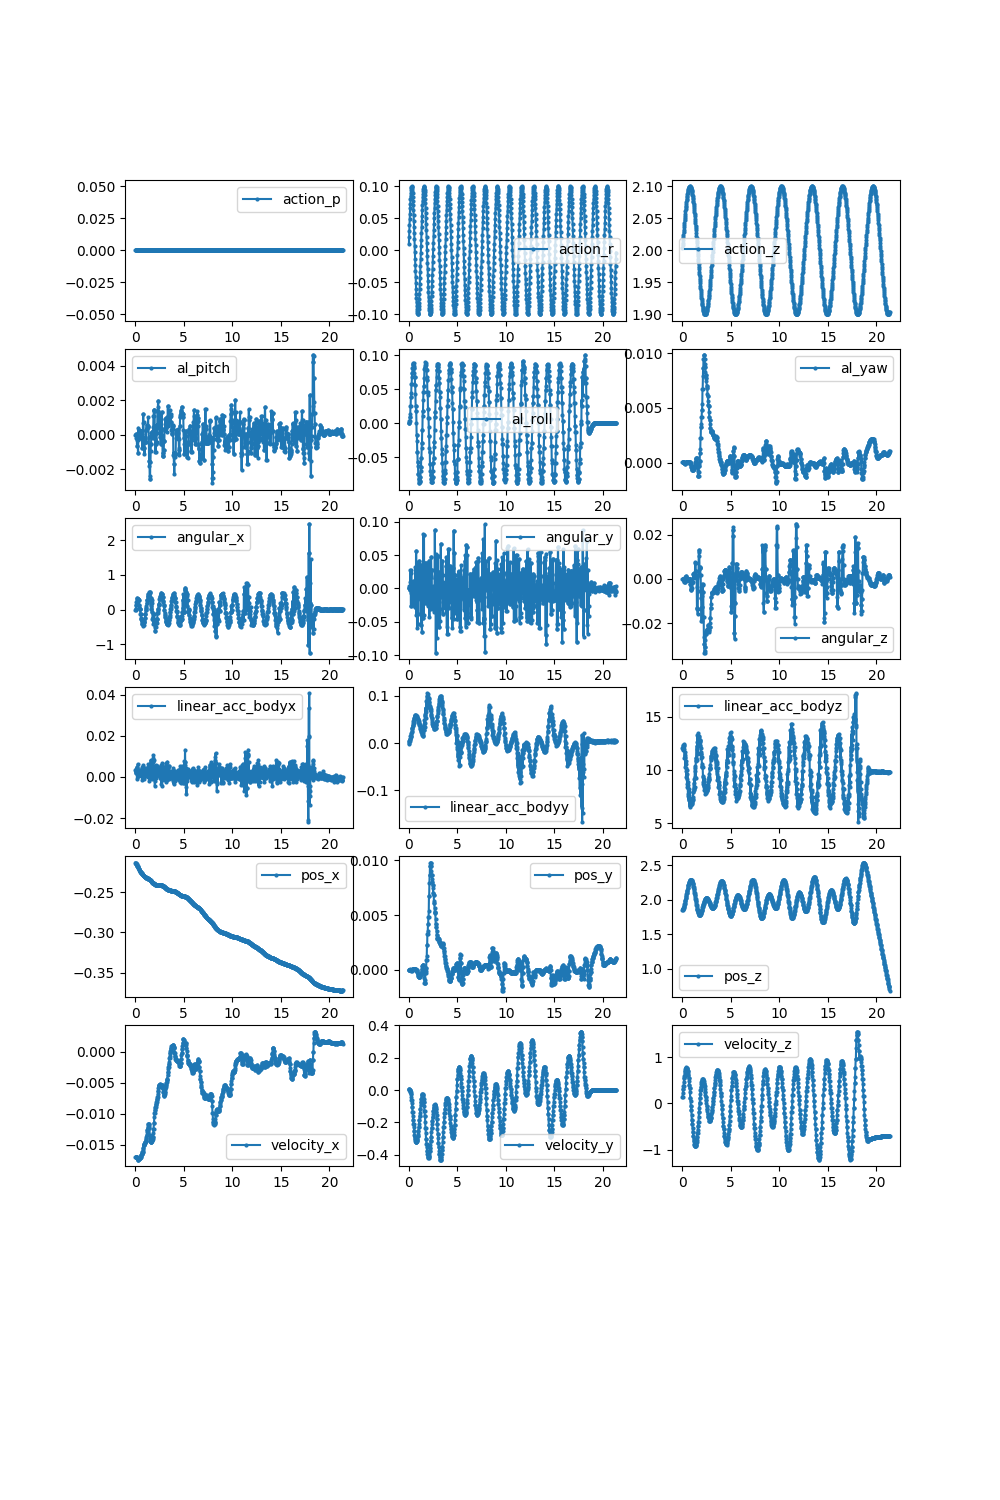 0.050
0.025
0.000
−0.025
−0.050
action_p
0 5 10 15 20
0.10
0.05
0.00
−0.05
−0.10
action_r
0 5 10 15 20
2.10
2.05
2.00
1.95
1.90
action_z
0 5 10 15 20
0.004
0.002
0.000
−0.002
al_pitch
0 5 10 15 20
0.10
0.05
0.00
−0.05
al_roll
0 5 10 15 20
0.010
0.005
0.000
al_yaw
0 5 10 15 20
2
1
0
−1
angular_x
0 5 10 15 20
0.10
0.05
0.00
−0.05
−0.10
angular_y
0 5 10 15 20
0.02
0.00
−0.02
angular_z
0 5 10 15 20
0.04
0.02
0.00
−0.02
linear_acc_bodyx
0 5 10 15 20
0.1
0.0
−0.1
linear_acc_bodyy
0 5 10 15 20
15
10
5
linear_acc_bodyz
0 5 10 15 20
−0.25
−0.30
−0.35
pos_x
0 5 10 15 20
0.010
0.005
0.000
pos_y
0 5 10 15 20
2.5
2.0
1.5
1.0
pos_z
0 5 10 15 20
0.000
−0.005
−0.010
−0.015
velocity_x
0 5 10 15 20
0.4
0.2
0.0
−0.2
−0.4
velocity_y
0 5 10 15 20
1
0
−1
velocity_z
0 5 10 15 20